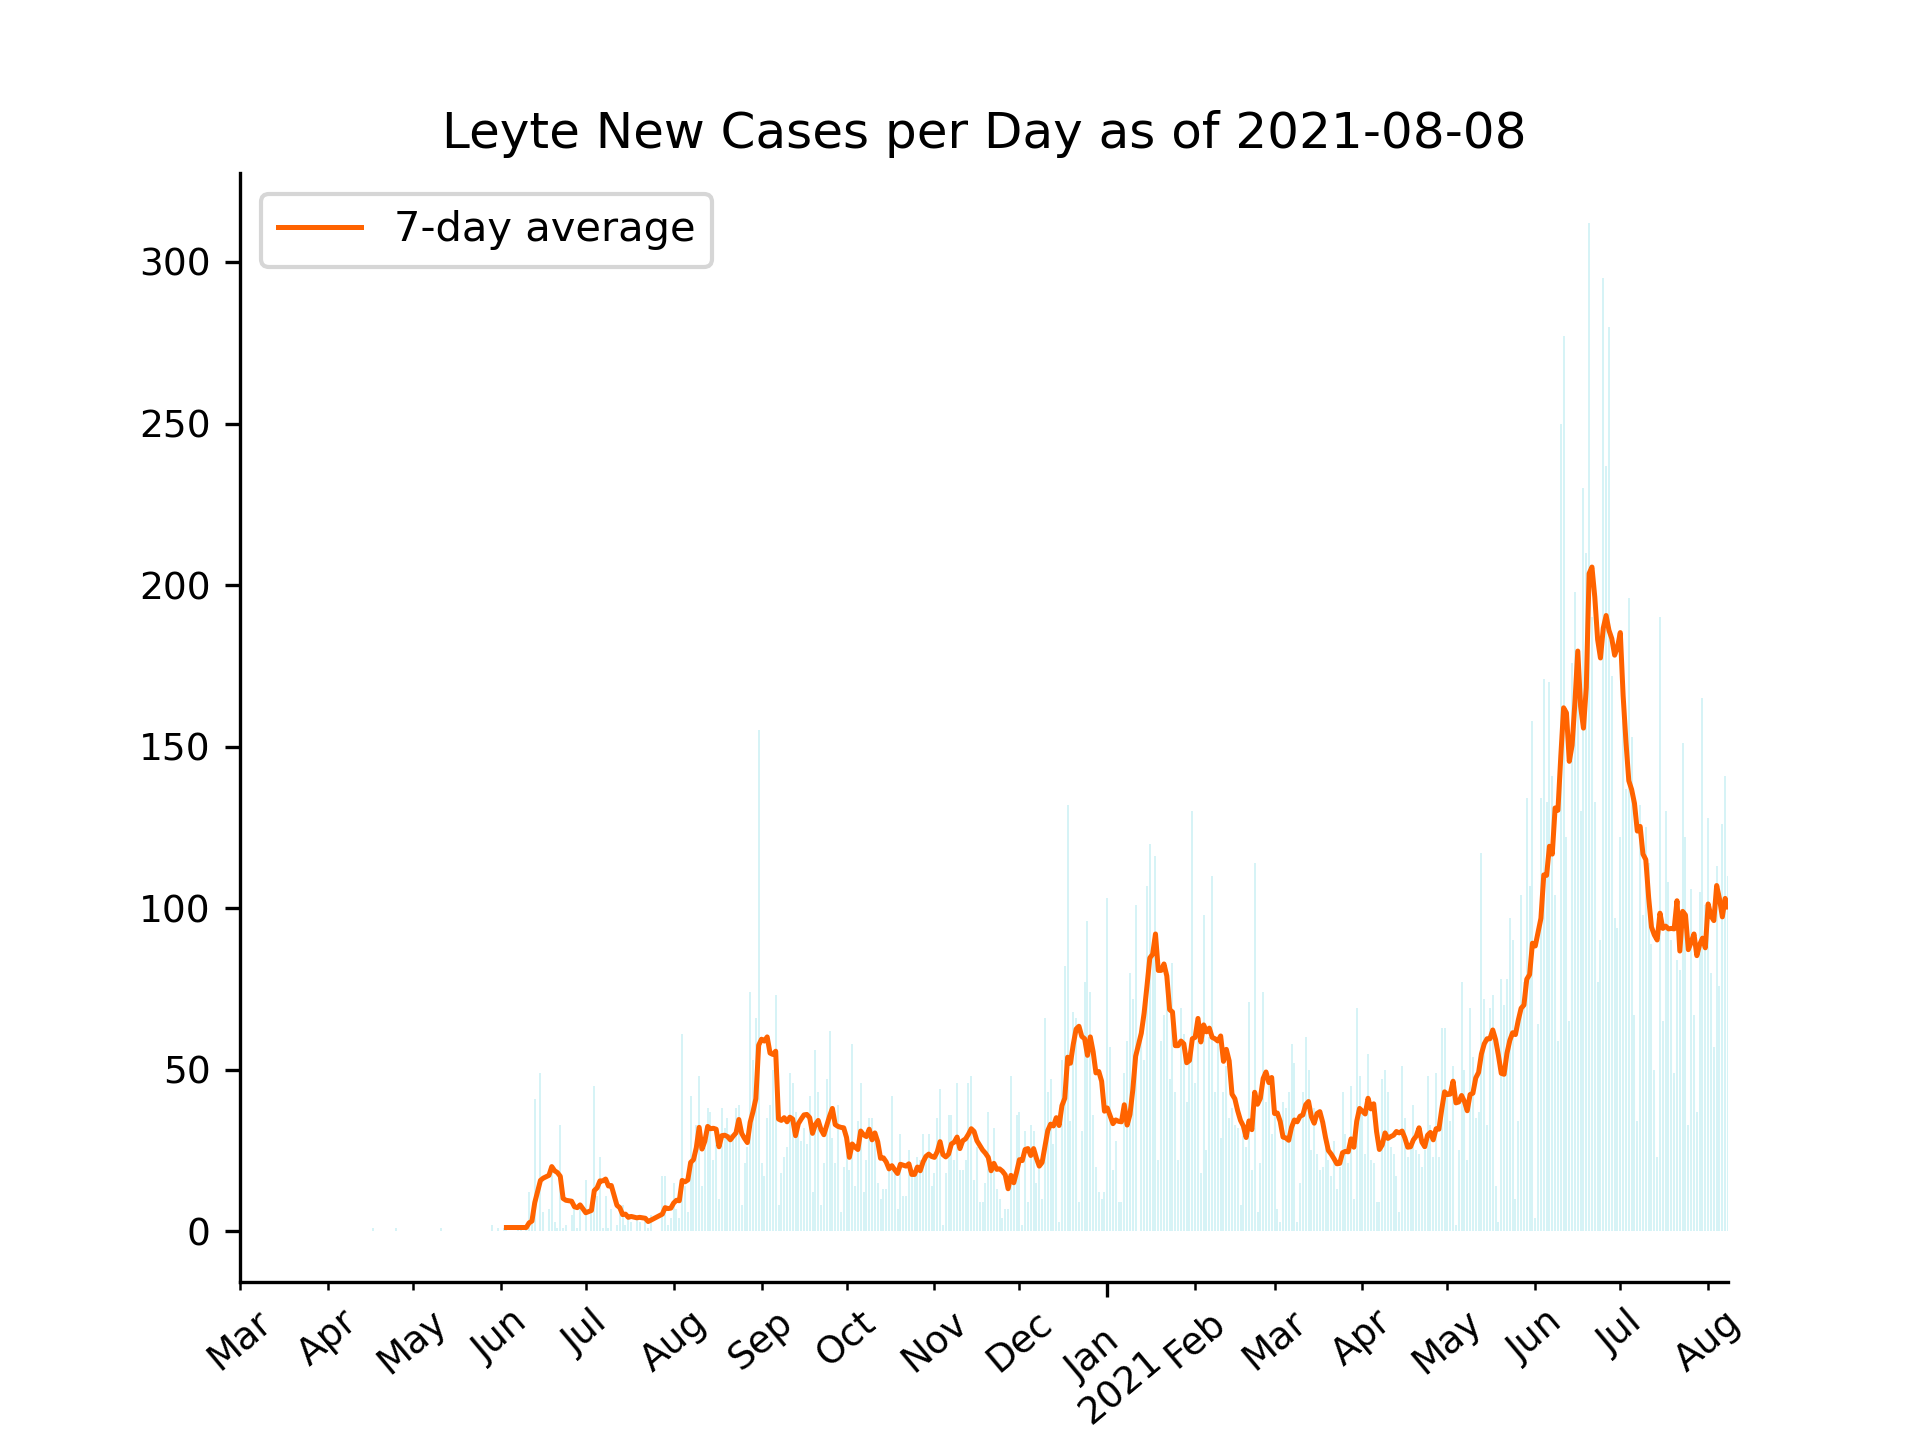 Leyte New Cases per Day as of 2021-08-08
7-day average
300
250
200
150
100
50
0
Mar Apr May Jun Jul Aug Sep Oct Nov Dec Jan Feb Mar Apr May Jun Jul Aug
2021